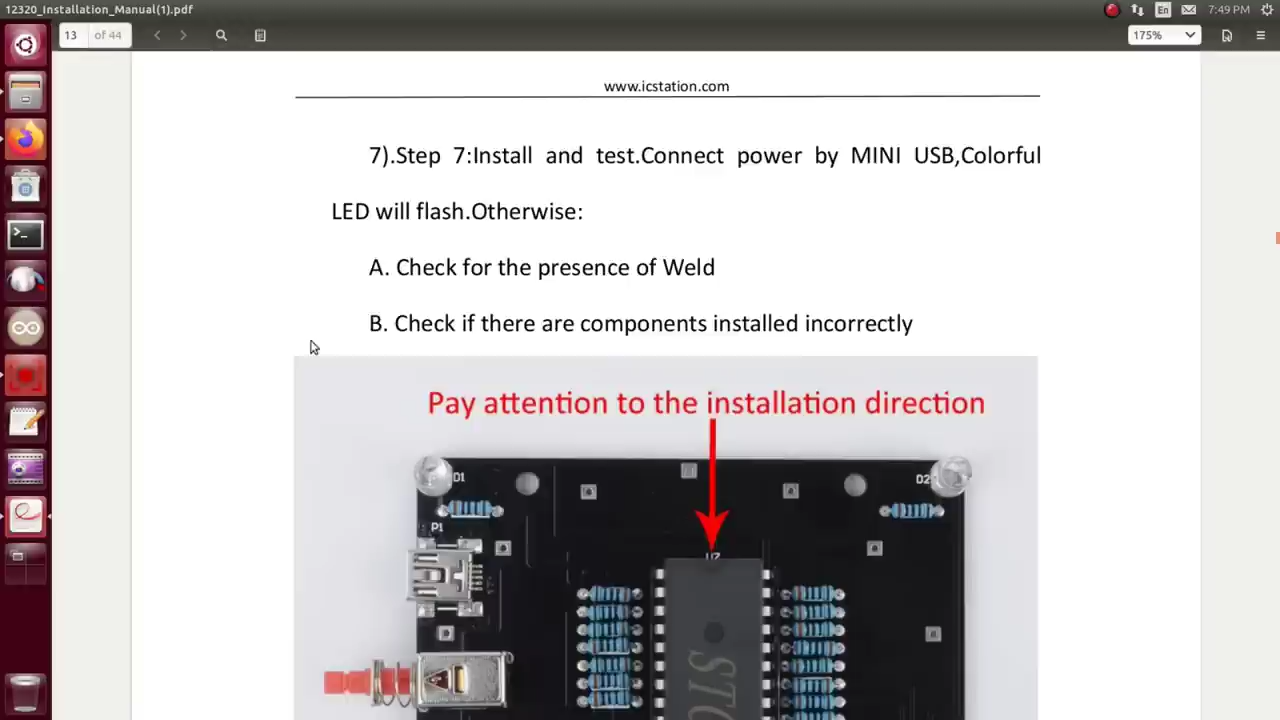 12320_Installation_Manual(1).pdf
En
7:49 PM
13
of 44
175%
www.icstation.com
7).Step 7:Install and test.Connect power by MINI USB,Colorful
LED will flash.Otherwise:
A. Check for the presence of Weld
B. Check if there are components installed incorrectly
Pay attention to the installation direction
D1
D2
P1
U2
STC